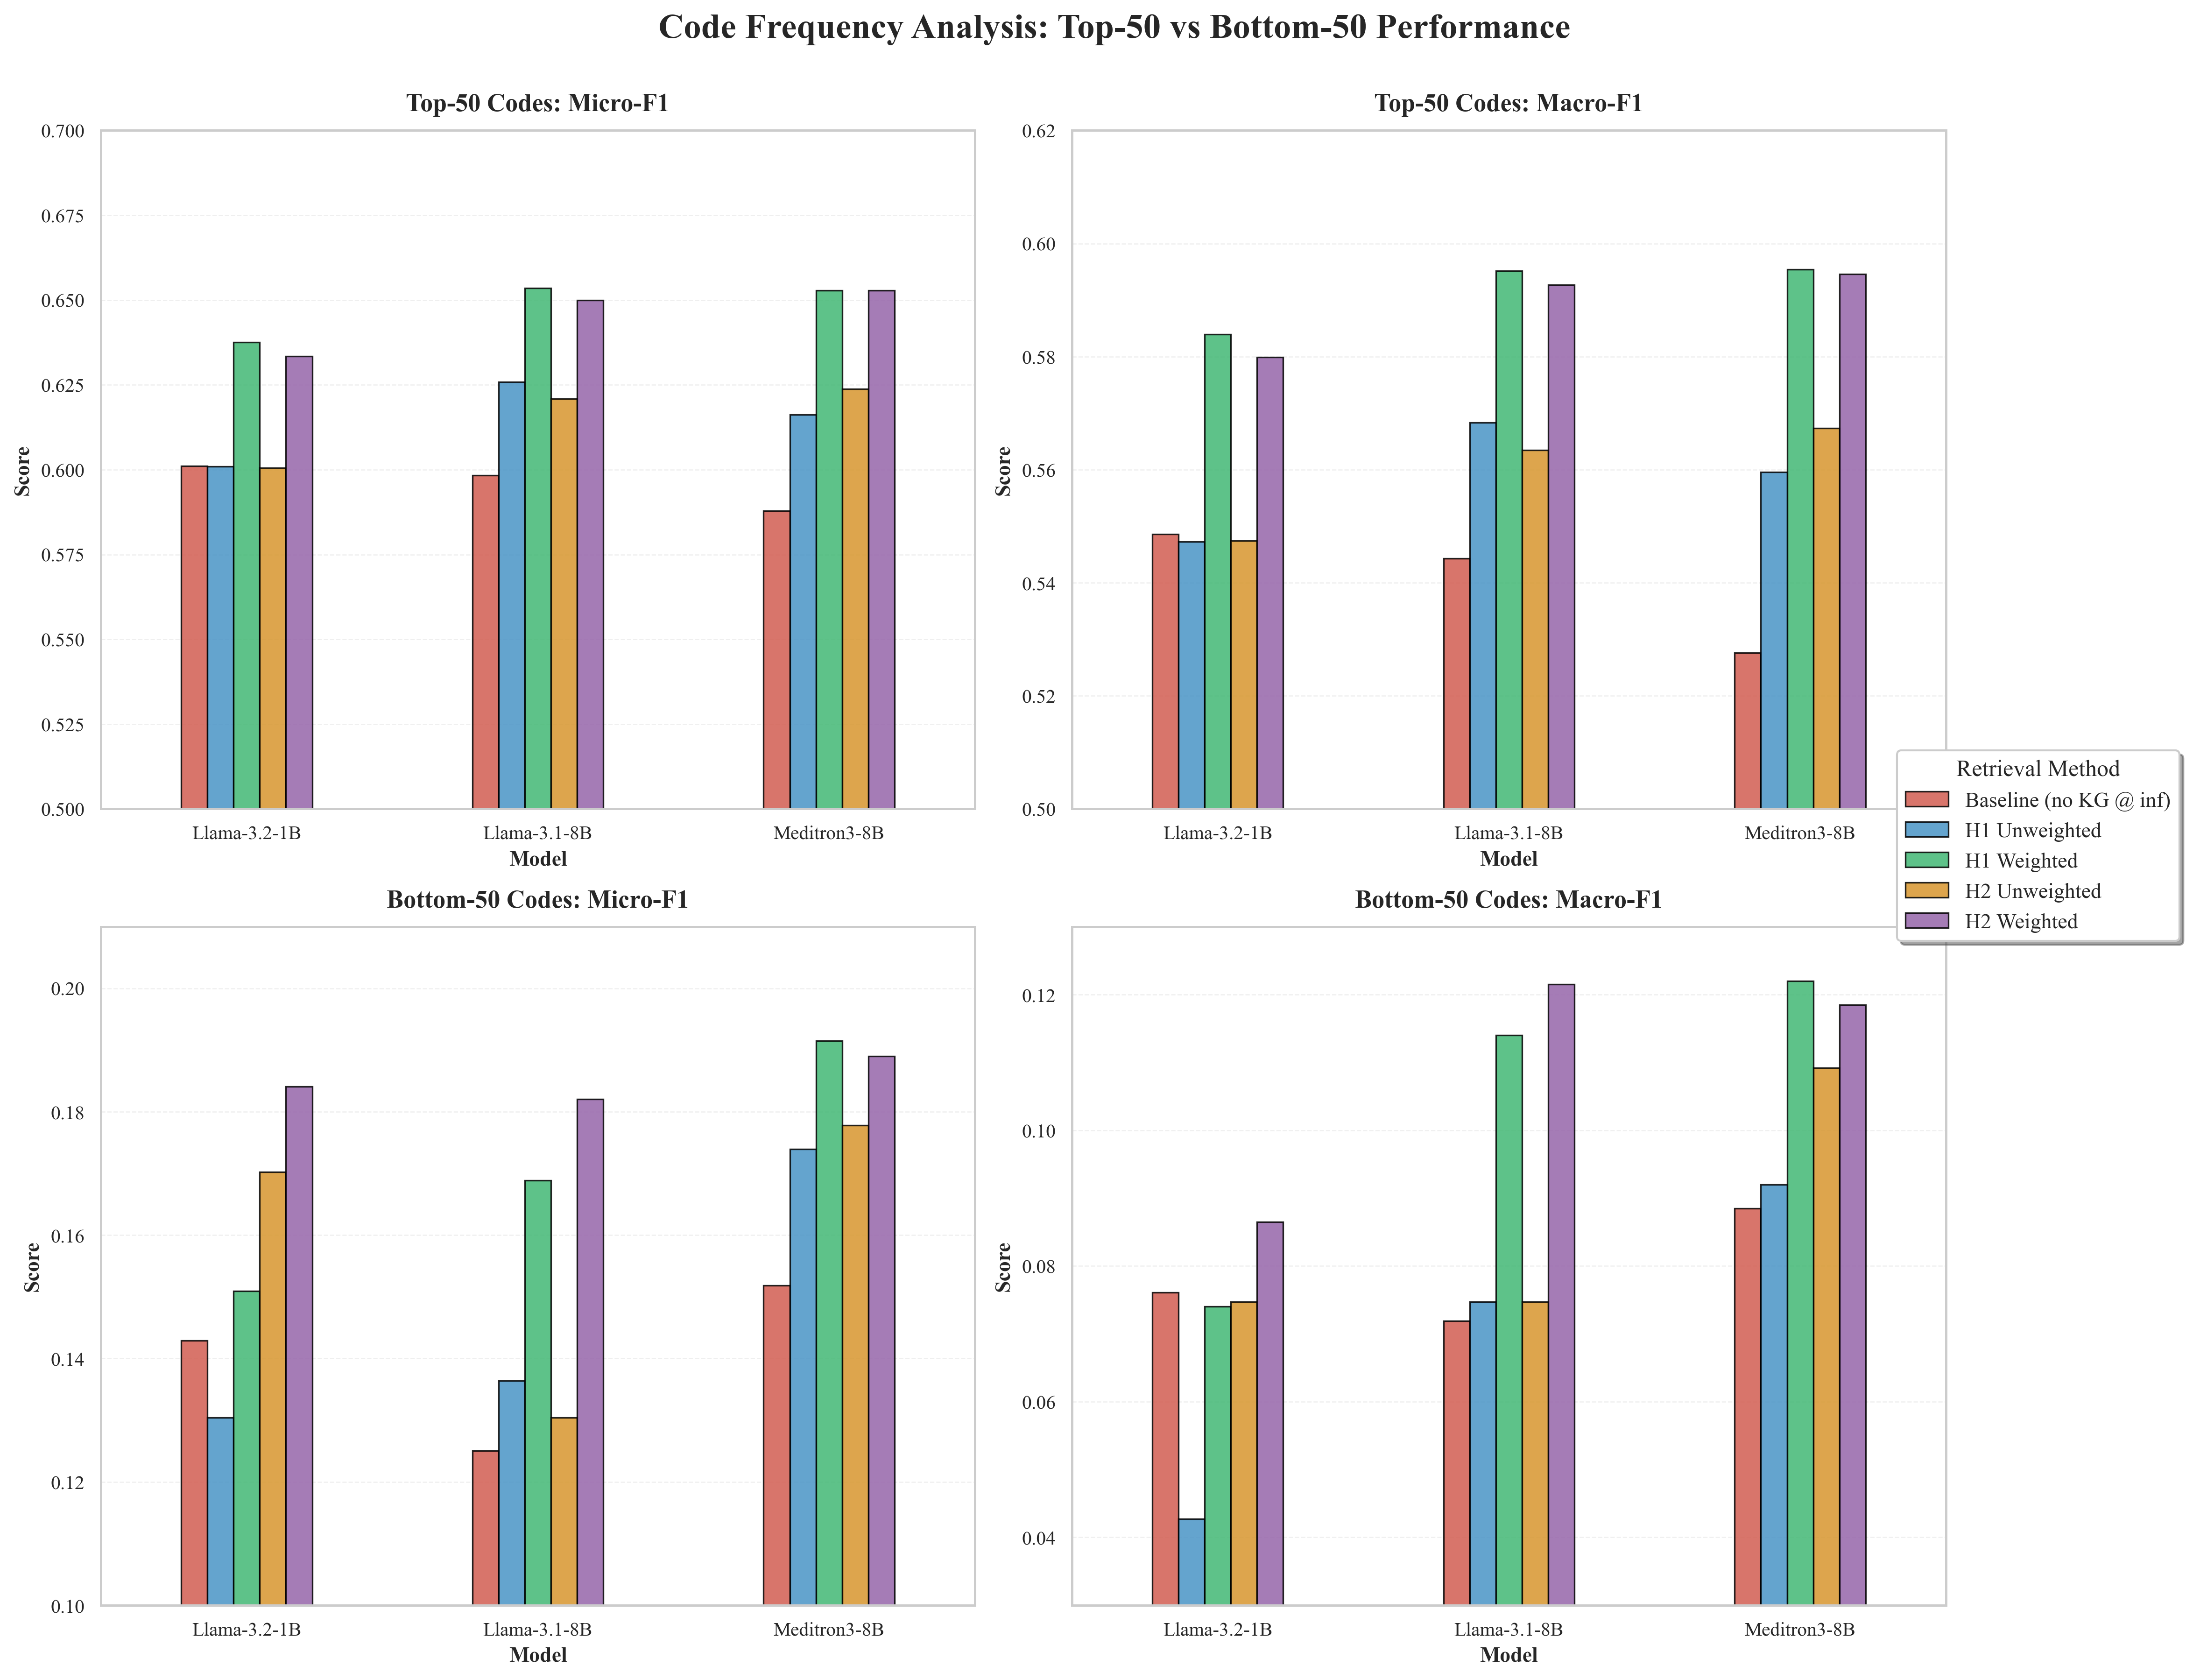 Code Frequency Analysis: Top-50 vs Bottom-50 Performance
Top-50 Codes: Micro-F1
0.700
0.675
0.650
0.625
0.600
0.575
0.550
0.525
0.500
Score
Llama-3.2-1B
Llama-3.1-8B
Meditron3-8B
Model
Top-50 Codes: Macro-F1
0.62
0.60
0.58
0.56
0.54
0.52
0.50
Score
Llama-3.2-1B
Llama-3.1-8B
Meditron3-8B
Model
Retrieval Method
Baseline (no KG @ inf)
H1 Unweighted
H1 Weighted
H2 Unweighted
H2 Weighted
Bottom-50 Codes: Micro-F1
0.20
0.18
0.16
0.14
0.12
0.10
Score
Llama-3.2-1B
Llama-3.1-8B
Meditron3-8B
Model
Bottom-50 Codes: Macro-F1
0.12
0.10
0.08
0.06
0.04
Score
Llama-3.2-1B
Llama-3.1-8B
Meditron3-8B
Model